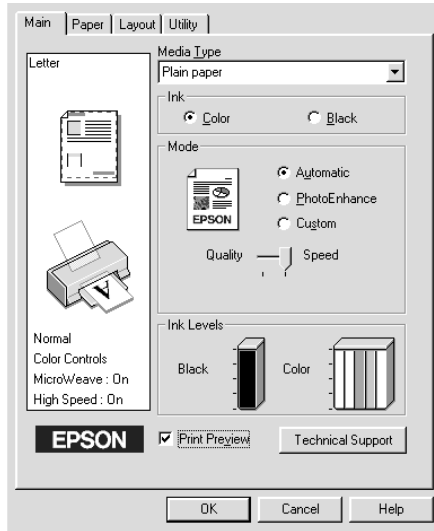 Main Paper Layout Utility
Letter
Media Type
Plain paper
Ink
Color Black
Mode
EPSON
Automatic
PhotoEnhance
Custom
Quality Speed
A
Normal
Color Controls
MicroWeave : On
High Speed : On
Ink Levels
Black Color
EPSON
Print Preview
Technical Support
OK Cancel Help